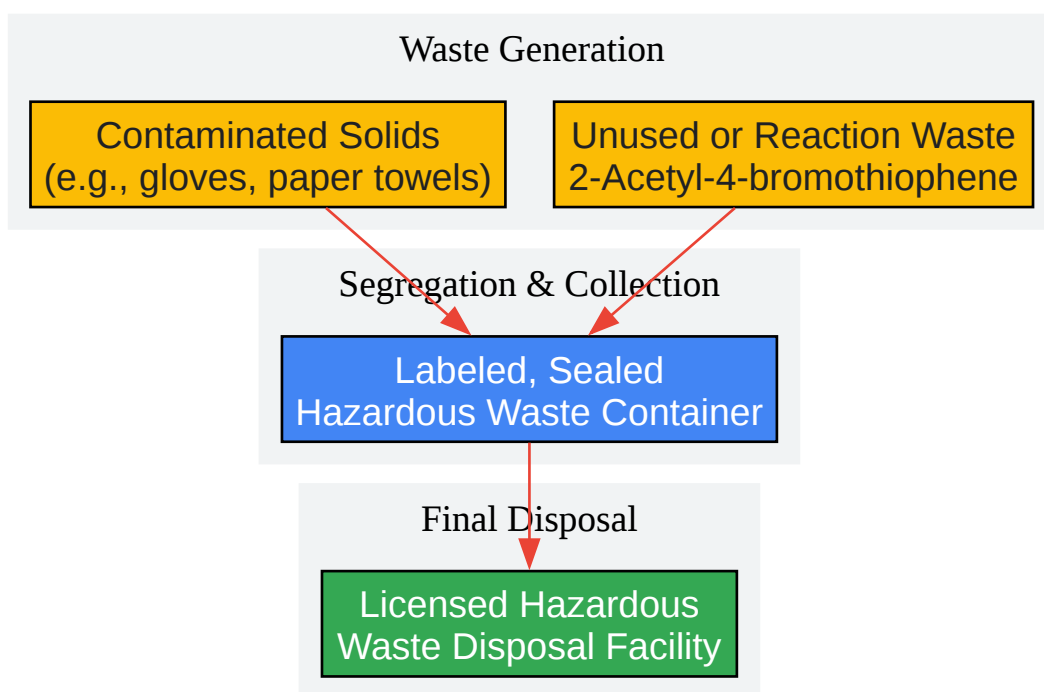 Waste Generation
Contaminated Solids
(e.g., gloves, paper towels)
Unused or Reaction Waste
2-Acetyl-4-bromothiophene
Segregation & Collection
Labeled, Sealed
Hazardous Waste Container
Final Disposal
Licensed Hazardous
Waste Disposal Facility